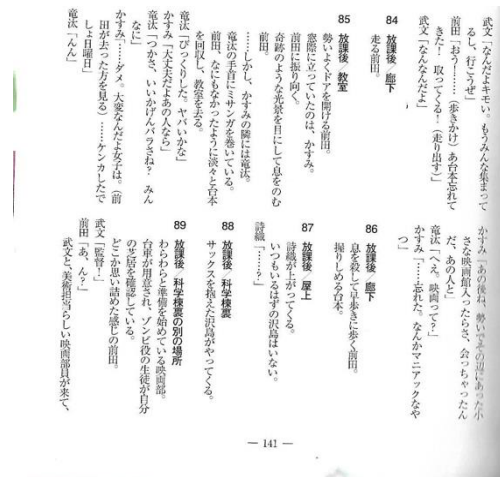 武文「なんだよキモい。もうみんな集まって
るし、行こうぜ」
前田「おう！……（歩きかけ）あ台本忘れて
きた！　取ってくる！（走り出す）」
武文「なんなんだよ」
84　放課後／廊下
走る前田。
85　放課後／教室
勢いよくドアを開ける前田。
窓際に立っていたのは、かすみ。
前田に振り向く。
奇跡のような光景を目にして息をのむ
前田。
……しかし、かすみの隣には竜汰。
竜汰の手首にミサンガを巻いている。
前田、なにもなかったように淡々と台本
を回収し、教室を去る。
竜汰「びっくりした。ヤバいかな」
かすみ「大丈夫だよあの人なら」
竜汰「つかさ、いいかげんバラさね？　みん
なに」
かすみ「……ダメ。大変なんだよ女子は。（前
田が去った方を見る）……ケンカしたで
しょ日曜日」
竜汰「んん」
かすみ「あの後ね、勢いでその辺にあった小
さな映画館入ったらさ、会っちゃったん
だ、あの人と」
竜汰「へえ。映画って？」
かすみ「……忘れた。なんかマニアックなや
つ」
86　放課後／廊下
息を殺して早歩きに歩く前田。
握りしめる台本。
87　放課後／屋上
詩織が上がってくる。
いつもいるはずの沢島はいない。
詩織「……？」
88　放課後／科学棟裏
サックスを抱えた沢島がやってくる。
89　放課後／科学棟裏の別の場所
わらわらと準備を始めている映画部。
台車が用意され、ゾンビ役の生徒が自分
の芝居を確認している。
どこか思い詰めた感じの前田。
武文「監督！」
前田「あ、ん？」
武文と、美術担当らしい映画部員が来て、
― 141 ―